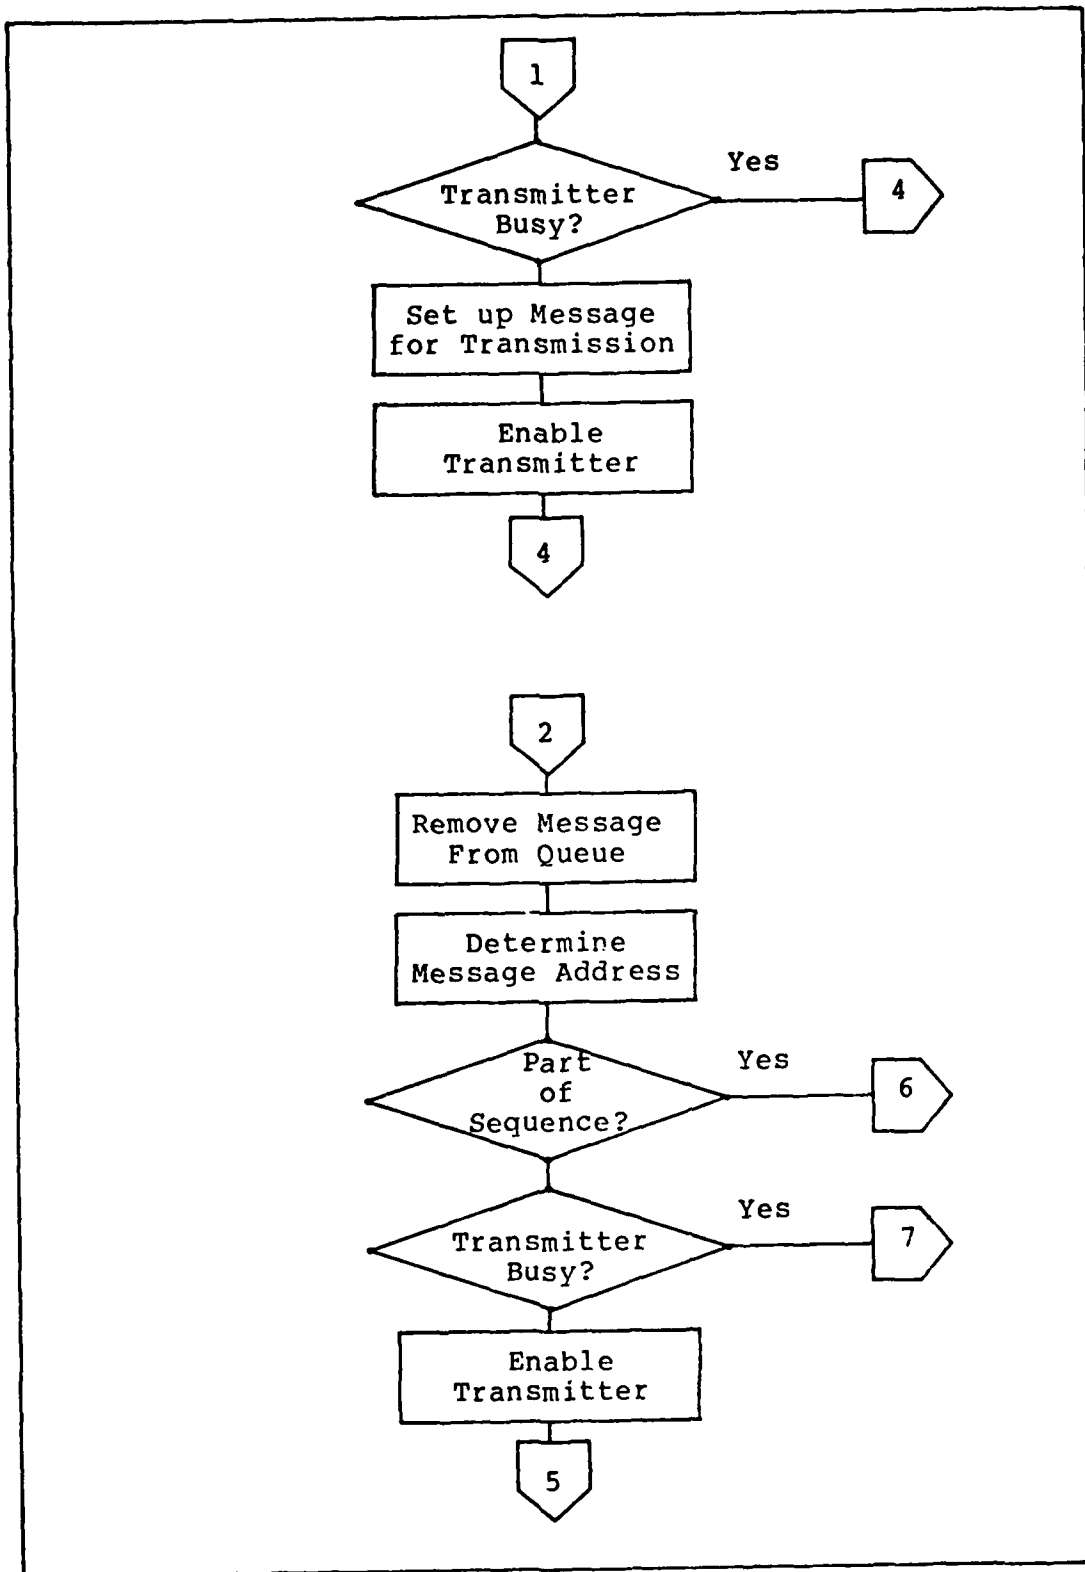 1
Transmitter
Busy?
Yes
4
Set up Message
for Transmission
Enable
Transmitter
4
2
Remove Message
From Queue
Determine
Message Address
Part
of
Sequence?
Yes
6
Transmitter
Busy?
Yes
7
Enable
Transmitter
5